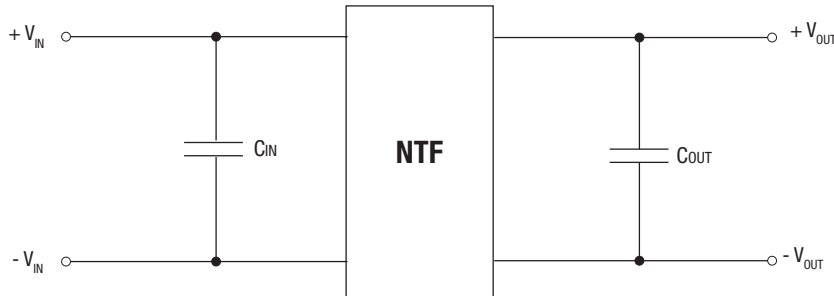 + VIN
+ VOUT
CIN
NTF
COUT
- VIN
- VOUT